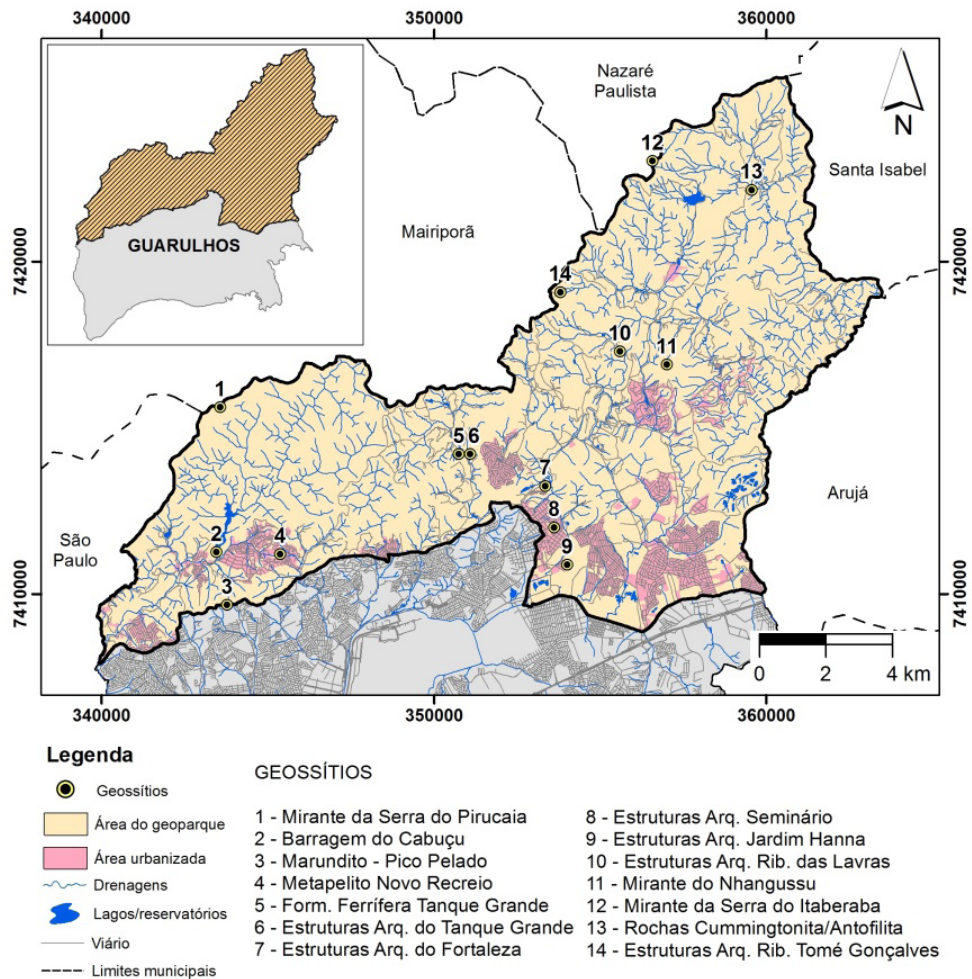 340000
350000
360000
Nazaré
Paulista
r
N
12
13
Santa Isabel
GUARULHOS
Mairiporã
7420000
7420000
14
10
11
1
5 6
7
Arujá
8
São
Paulo
2
4
9
3
7410000
7410000
0 2 4 km
340000
350000
360000
Legenda
Geossítios
Área do geoparque
Área urbanizada
Drenagens
Lagos/reservatórios
Viário
Limites municipais
GEOSSÍTIOS
1 - Mirante da Serra do Pirucaia
2 - Barragem do Cabuçu
3 - Marundito - Pico Pelado
4 - Metapelito Novo Recreio
5 - Form. Ferrífera Tanque Grande
6 - Estruturas Arq. do Tanque Grande
7 - Estruturas Arq. do Fortaleza
8 - Estruturas Arq. Seminário
9 - Estruturas Arq. Jardim Hanna
10 - Estruturas Arq. Rib. das Lavras
11 - Mirante do Nhangussu
12 - Mirante da Serra do Itaberaba
13 - Rochas Cummingtonita/Antofilita
14 - Estruturas Arq. Rib. Tomé Gonçalves